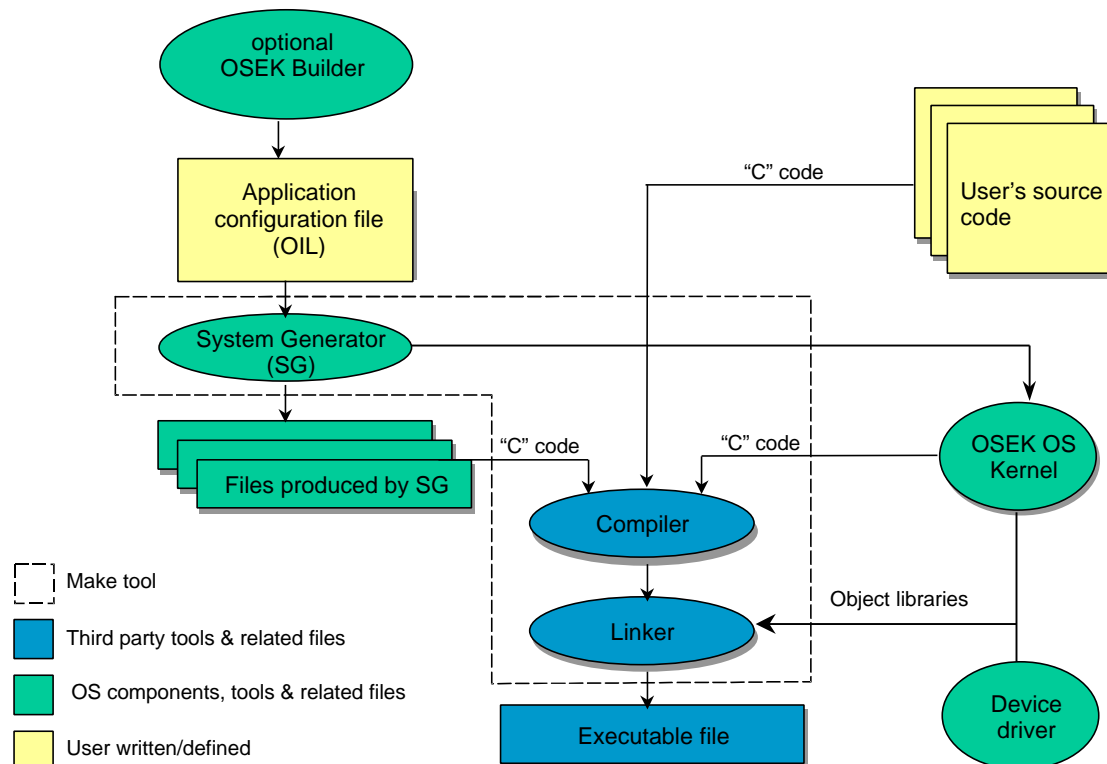 optional
OSEK Builder
Application
configuration file
(OIL)
“C” code
User's source
code
System Generator
(SG)
“C” code
“C” code
OSEK OS
Kernel
Files produced by SG
Compiler
Make tool
Object libraries
Linker
Third party tools & related files
OS components, tools & related files
Device
driver
Executable file
User written/defined